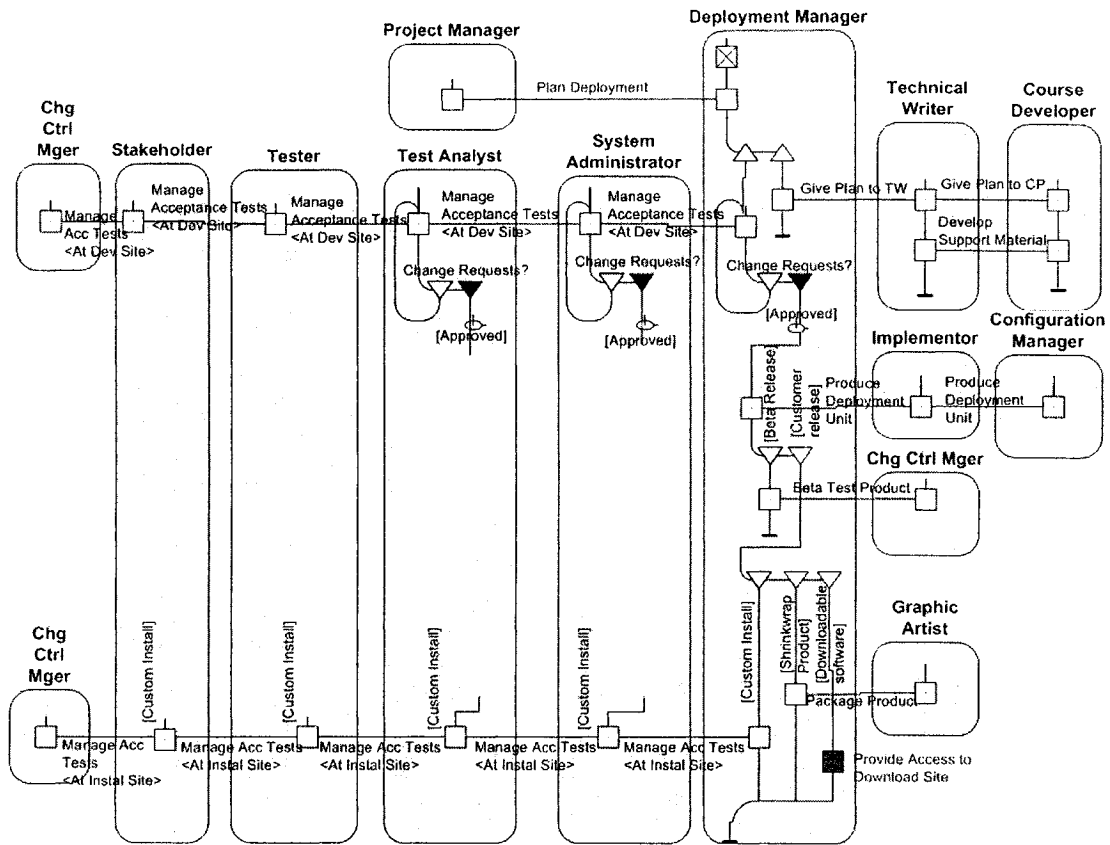 Deployment Manager
Project Manager
Plan Deployment
Technical
Writer
Course
Developer
Chg
Ctrl
Mger
Stakeholder
Tester
Test Analyst
System
Administrator
Give Plan to TW
Give Plan to CP
Manage
Acc Tests
<At Dev Site>
Manage
Acceptance Tests
<At Dev Site>
Manage
Acceptance Tests
<At Dev Site>
Manage
Acceptance Tests
<At Dev Site>
Manage
Acceptance Tests
<At Dev Site>
Develop
Support Material
Change Requests?
Change Requests?
Change Requests?
[Approved]
[Approved]
[Approved]
Implementor
Configuration
Manager
[Beta Release]
[Customer
release]
Produce
Deployment
Unit
Produce
Deployment
Unit
Chg Ctrl Mger
Beta Test Product
[Custom Install]
[Shrinkwrap
Product]
[Downloadable
software]
Graphic
Artist
Package Product
Chg
Ctrl
Mger
[Custom Install]
[Custom Install]
[Custom Install]
[Custom Install]
Manage Acc
Tests
<At Instal Site>
Manage Acc Tests
<At Instal Site>
Manage Acc Tests
<At Instal Site>
Manage Acc Tests
<At Instal Site>
Manage Acc Tests
<At Instal Site>
Provide Access to
Download Site